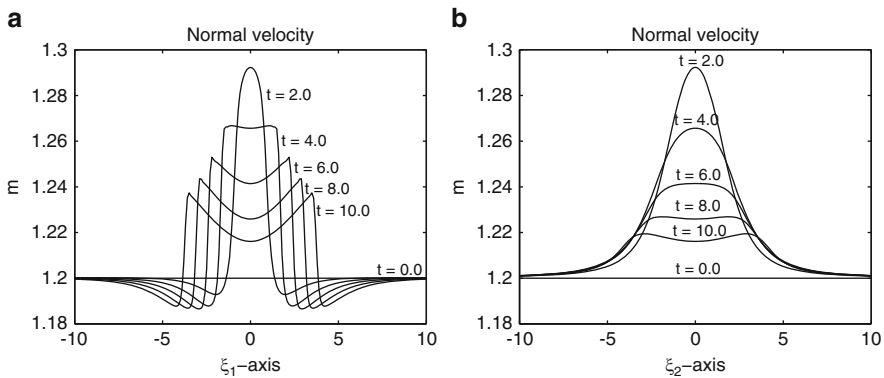 a
Normal velocity
1.3
1.28
1.26
1.24
1.22
1.2
1.18
m
t = 2.0
t = 4.0
t = 6.0
t = 8.0
t = 10.0
t = 0.0
-10
-5
0
5
10
ξ1-axis
b
Normal velocity
1.3
1.28
1.26
1.24
1.22
1.2
1.18
m
t = 2.0
t = 4.0
t = 6.0
t = 8.0
t = 10.0
t = 0.0
-10
-5
0
5
10
ξ2-axis